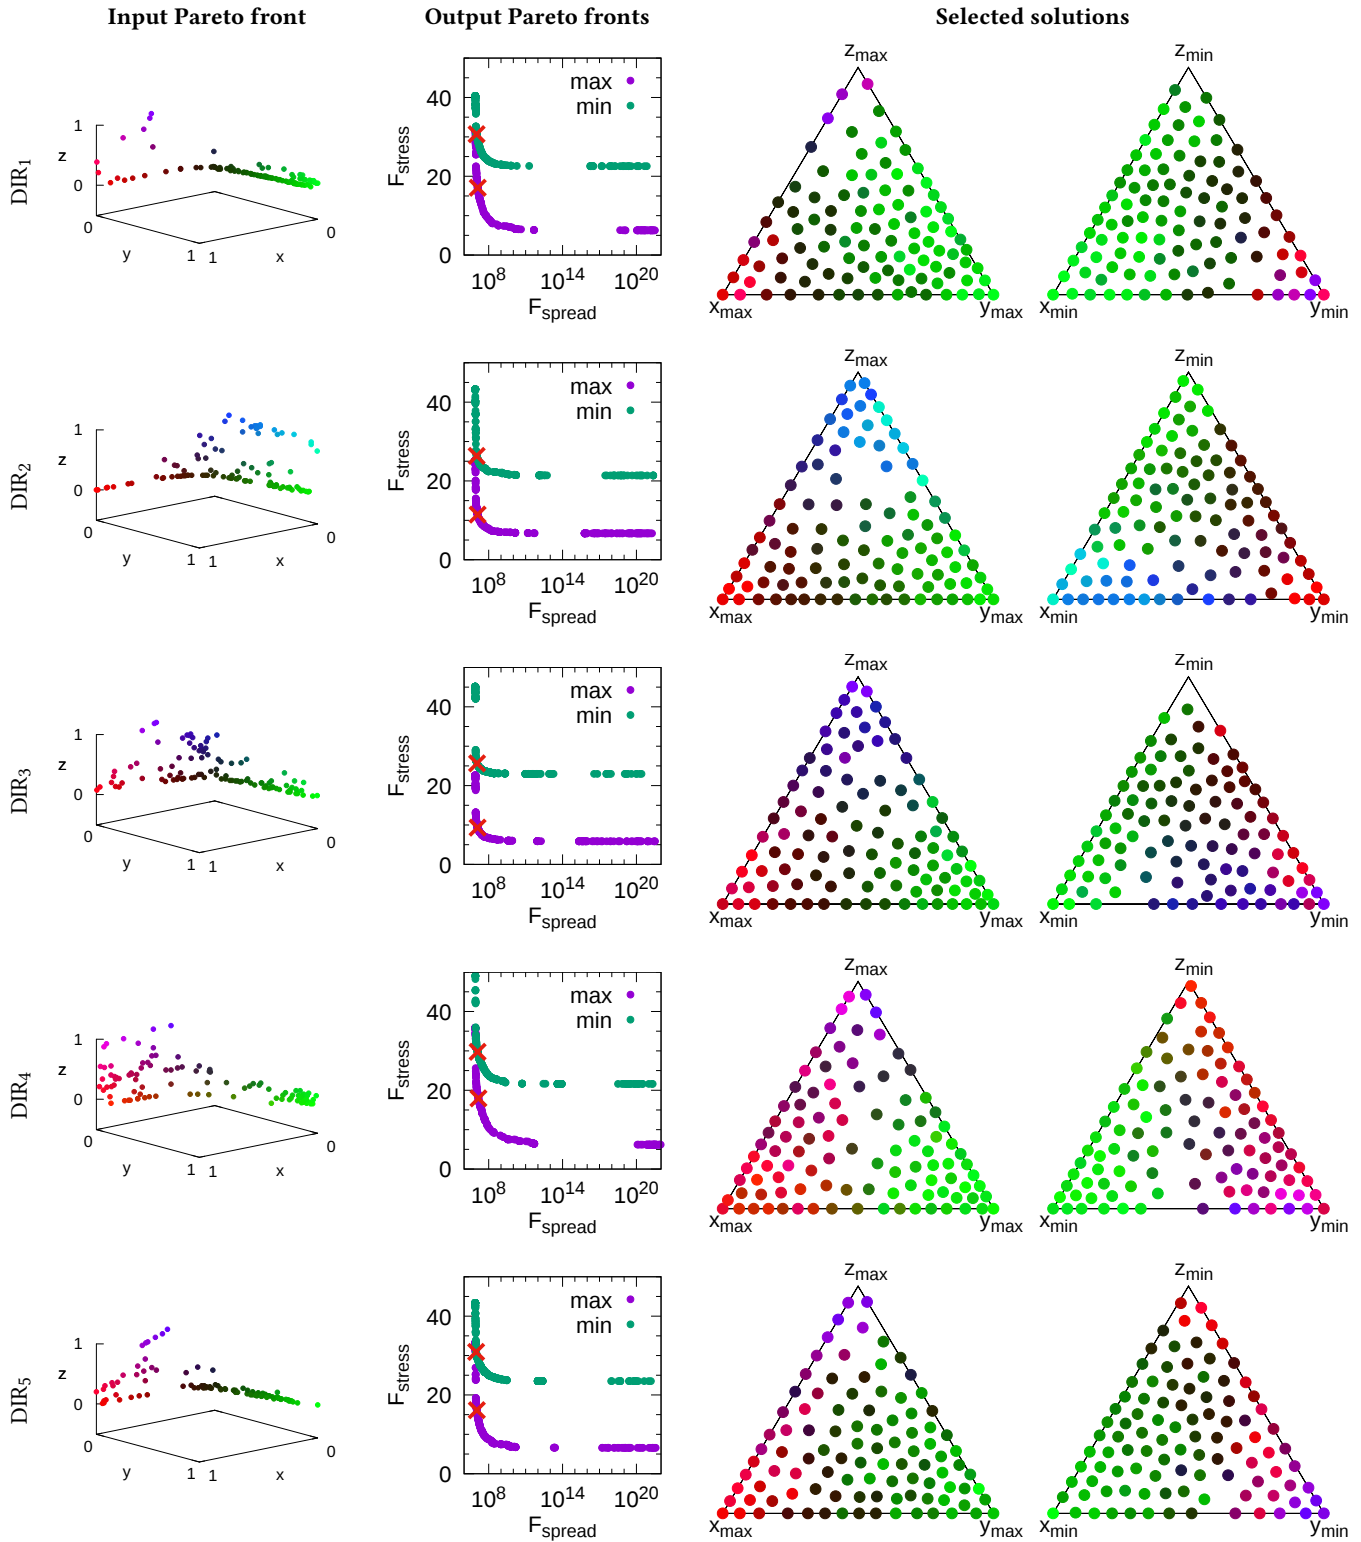 Input Pareto front Output Pareto fronts Selected solutions
DIR1
1
z
0
0
y
1 1
x
0
Fstress
40
20
0
max
min
10^8 10^14 10^20
Fspread
zmax
xmax ymax
zmin
xmin ymin
DIR2
1
z
0
0
y
1 1
x
0
Fstress
40
20
0
max
min
10^8 10^14 10^20
Fspread
zmax
xmax ymax
zmin
xmin ymin
DIR3
1
z
0
0
y
1 1
x
0
Fstress
40
20
0
max
min
10^8 10^14 10^20
Fspread
zmax
xmax ymax
zmin
xmin ymin
DIR4
1
z
0
0
y
1 1
x
0
Fstress
40
20
0
max
min
10^8 10^14 10^20
Fspread
zmax
xmax ymax
zmin
xmin ymin
DIR5
1
z
0
0
y
1 1
x
0
Fstress
40
20
0
max
min
10^8 10^14 10^20
Fspread
zmax
xmax ymax
zmin
xmin ymin